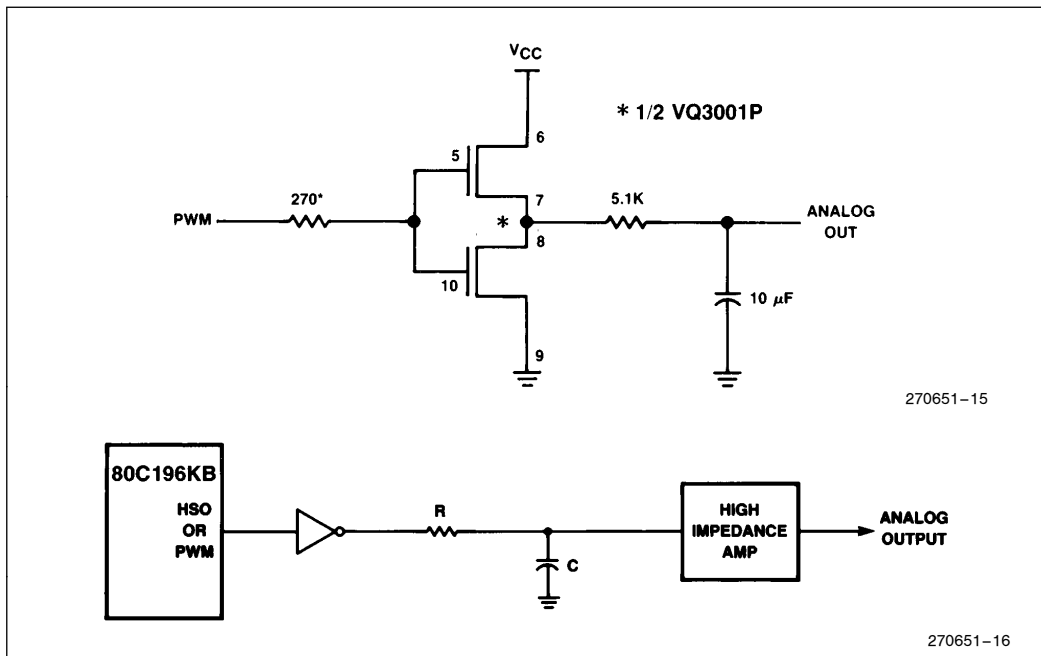 VCC
* 1/2 VQ3001P
6
5
7
270*
5.1K
PWM
*
ANALOG
OUT
8
10
10 µF
9
270651–15
80C196KB
HSO
OR
PWM
R
C
HIGH
IMPEDANCE
AMP
ANALOG
OUTPUT
270651–16